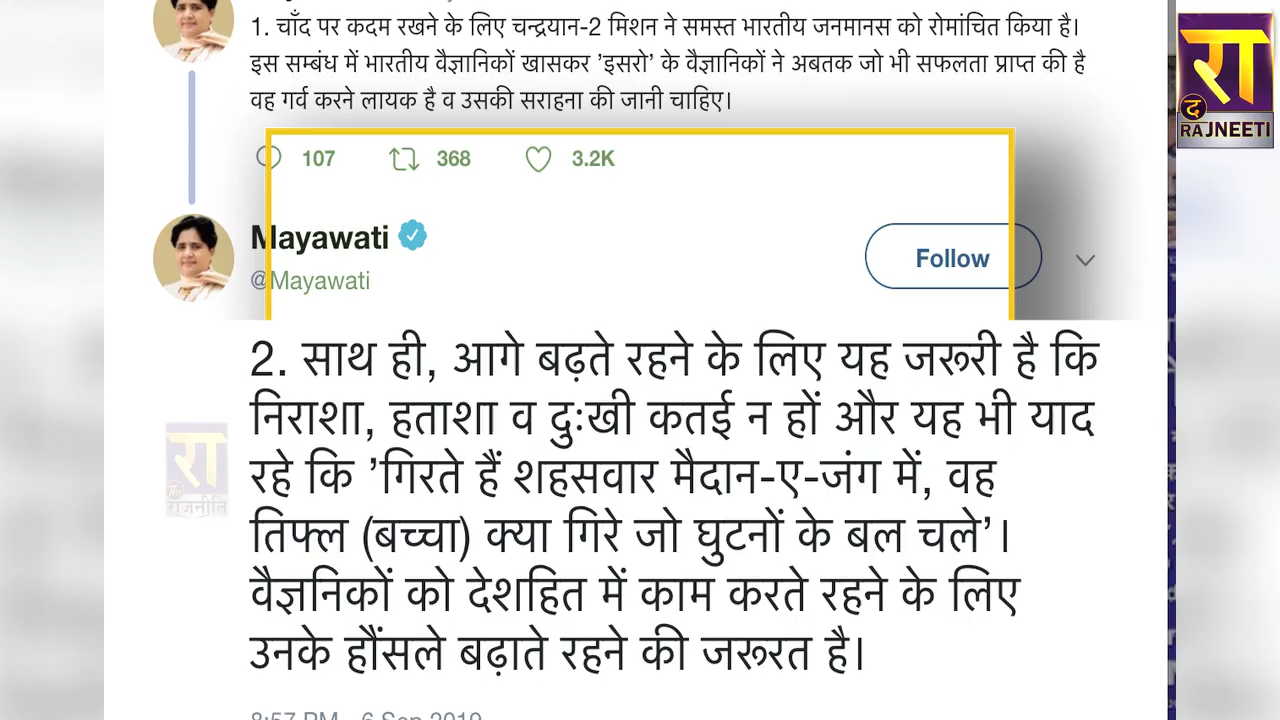 1. चाँद पर कदम रखने के लिए चन्द्रयान-2 मिशन ने समस्त भारतीय जनमानस को रोमांचित किया है।
इस सम्बंध में भारतीय वैज्ञानिकों खासकर 'इसरो' के वैज्ञानिकों ने अबतक जो भी सफलता प्राप्त की है
वह गर्व करने लायक है व उसकी सराहना की जानी चाहिए।
107 368 3.2K
Mayawati
@Mayawati
Follow
2. साथ ही, आगे बढ़ते रहने के लिए यह जरूरी है कि
निराशा, हताशा व दुःखी कतई न हों और यह भी याद
रहे कि ’गिरते हैं शहसवार मैदान-ए-जंग में, वह
तिफ्ल (बच्चा) क्या गिरे जो घुटनों के बल चले’।
वैज्ञनिकों को देशहित में काम करते रहने के लिए
उनके हौंसले बढ़ाते रहने की जरूरत है।
8:57 PM - 6 Sep 2019
रा
द
RAJNEETI
रा
The
राजनीति